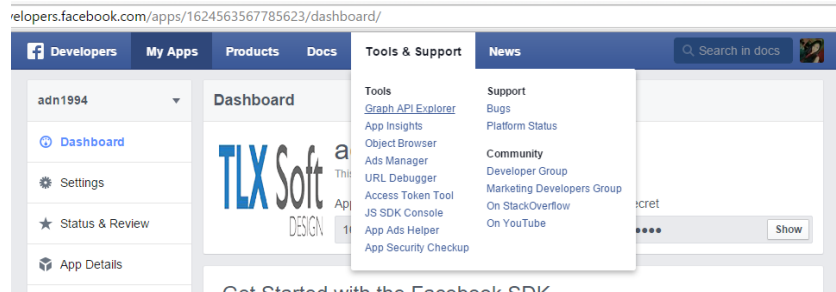 velopers.facebook.com/apps/1624563567785623/dashboard/
Developers
My Apps
Products
Docs
Tools & Support
News
Search in docs
adn1994
Dashboard
Settings
Status & Review
App Details
Dashboard
TLX Soft
DESIGN
Tools
Graph API Explorer
App Insights
Object Browser
Ads Manager
URL Debugger
Access Token Tool
JS SDK Console
App Ads Helper
App Security Checkup
Support
Bugs
Platform Status
Community
Developer Group
Marketing Developers Group
On StackOverflow
On YouTube
Show
Get Started with the Facebook SDK